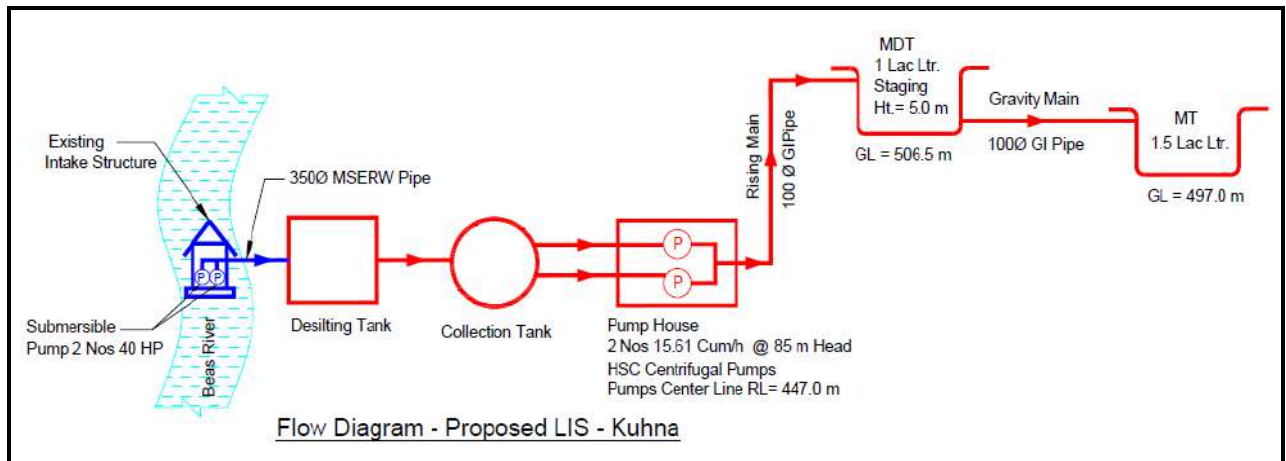 Existing
Intake Structure
350Ø MSERW Pipe
P P
Submersible
Pump 2 Nos 40 HP
Beas River
Desilting Tank
Collection Tank
P
P
Pump House
2 Nos 15.61 Cum/h @ 85 m Head
HSC Centrifugal Pumps
Pumps Center Line RL= 447.0 m
Rising Main
100 Ø GIPipe
MDT
1 Lac Ltr.
Staging
Ht.= 5.0 m
GL = 506.5 m
Gravity Main
100Ø GI Pipe
MT
1.5 Lac Ltr.
GL = 497.0 m
Flow Diagram - Proposed LIS - Kuhna